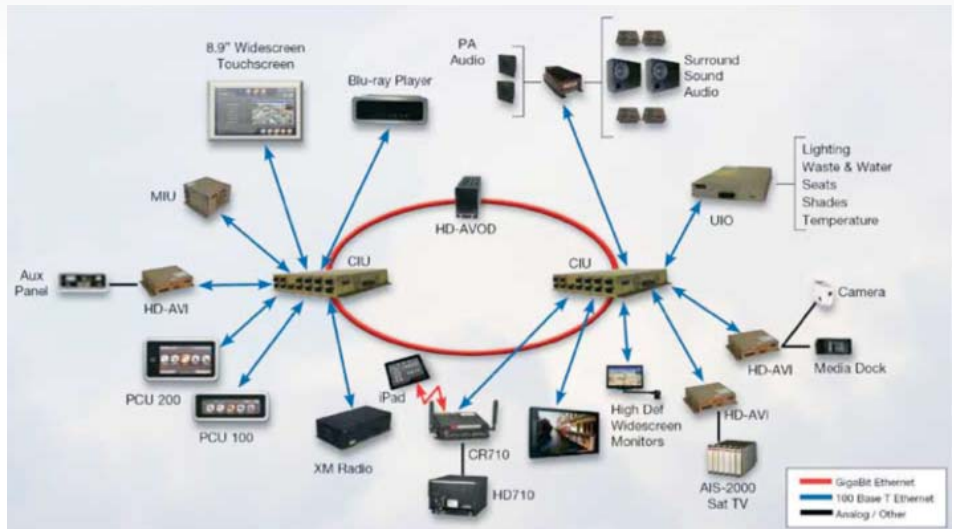 8.9" Widescreen
Touchscreen
Blu-ray Player
PA
Audio
Surround
Sound
Audio
MIU
HD-AVOD
UIO
Lighting
Waste & Water
Seats
Shades
Temperature
Aux
Panel
HD-AVI
CIU
CIU
Camera
HD-AVI
Media Dock
PCU 200
PCU 100
XM Radio
iPad
CR710
HD710
High Def
Widescreen
Monitors
HD-AVI
AIS-2000
Sat TV
GigaBit Ethernet
100 Base T Ethernet
Analog / Other